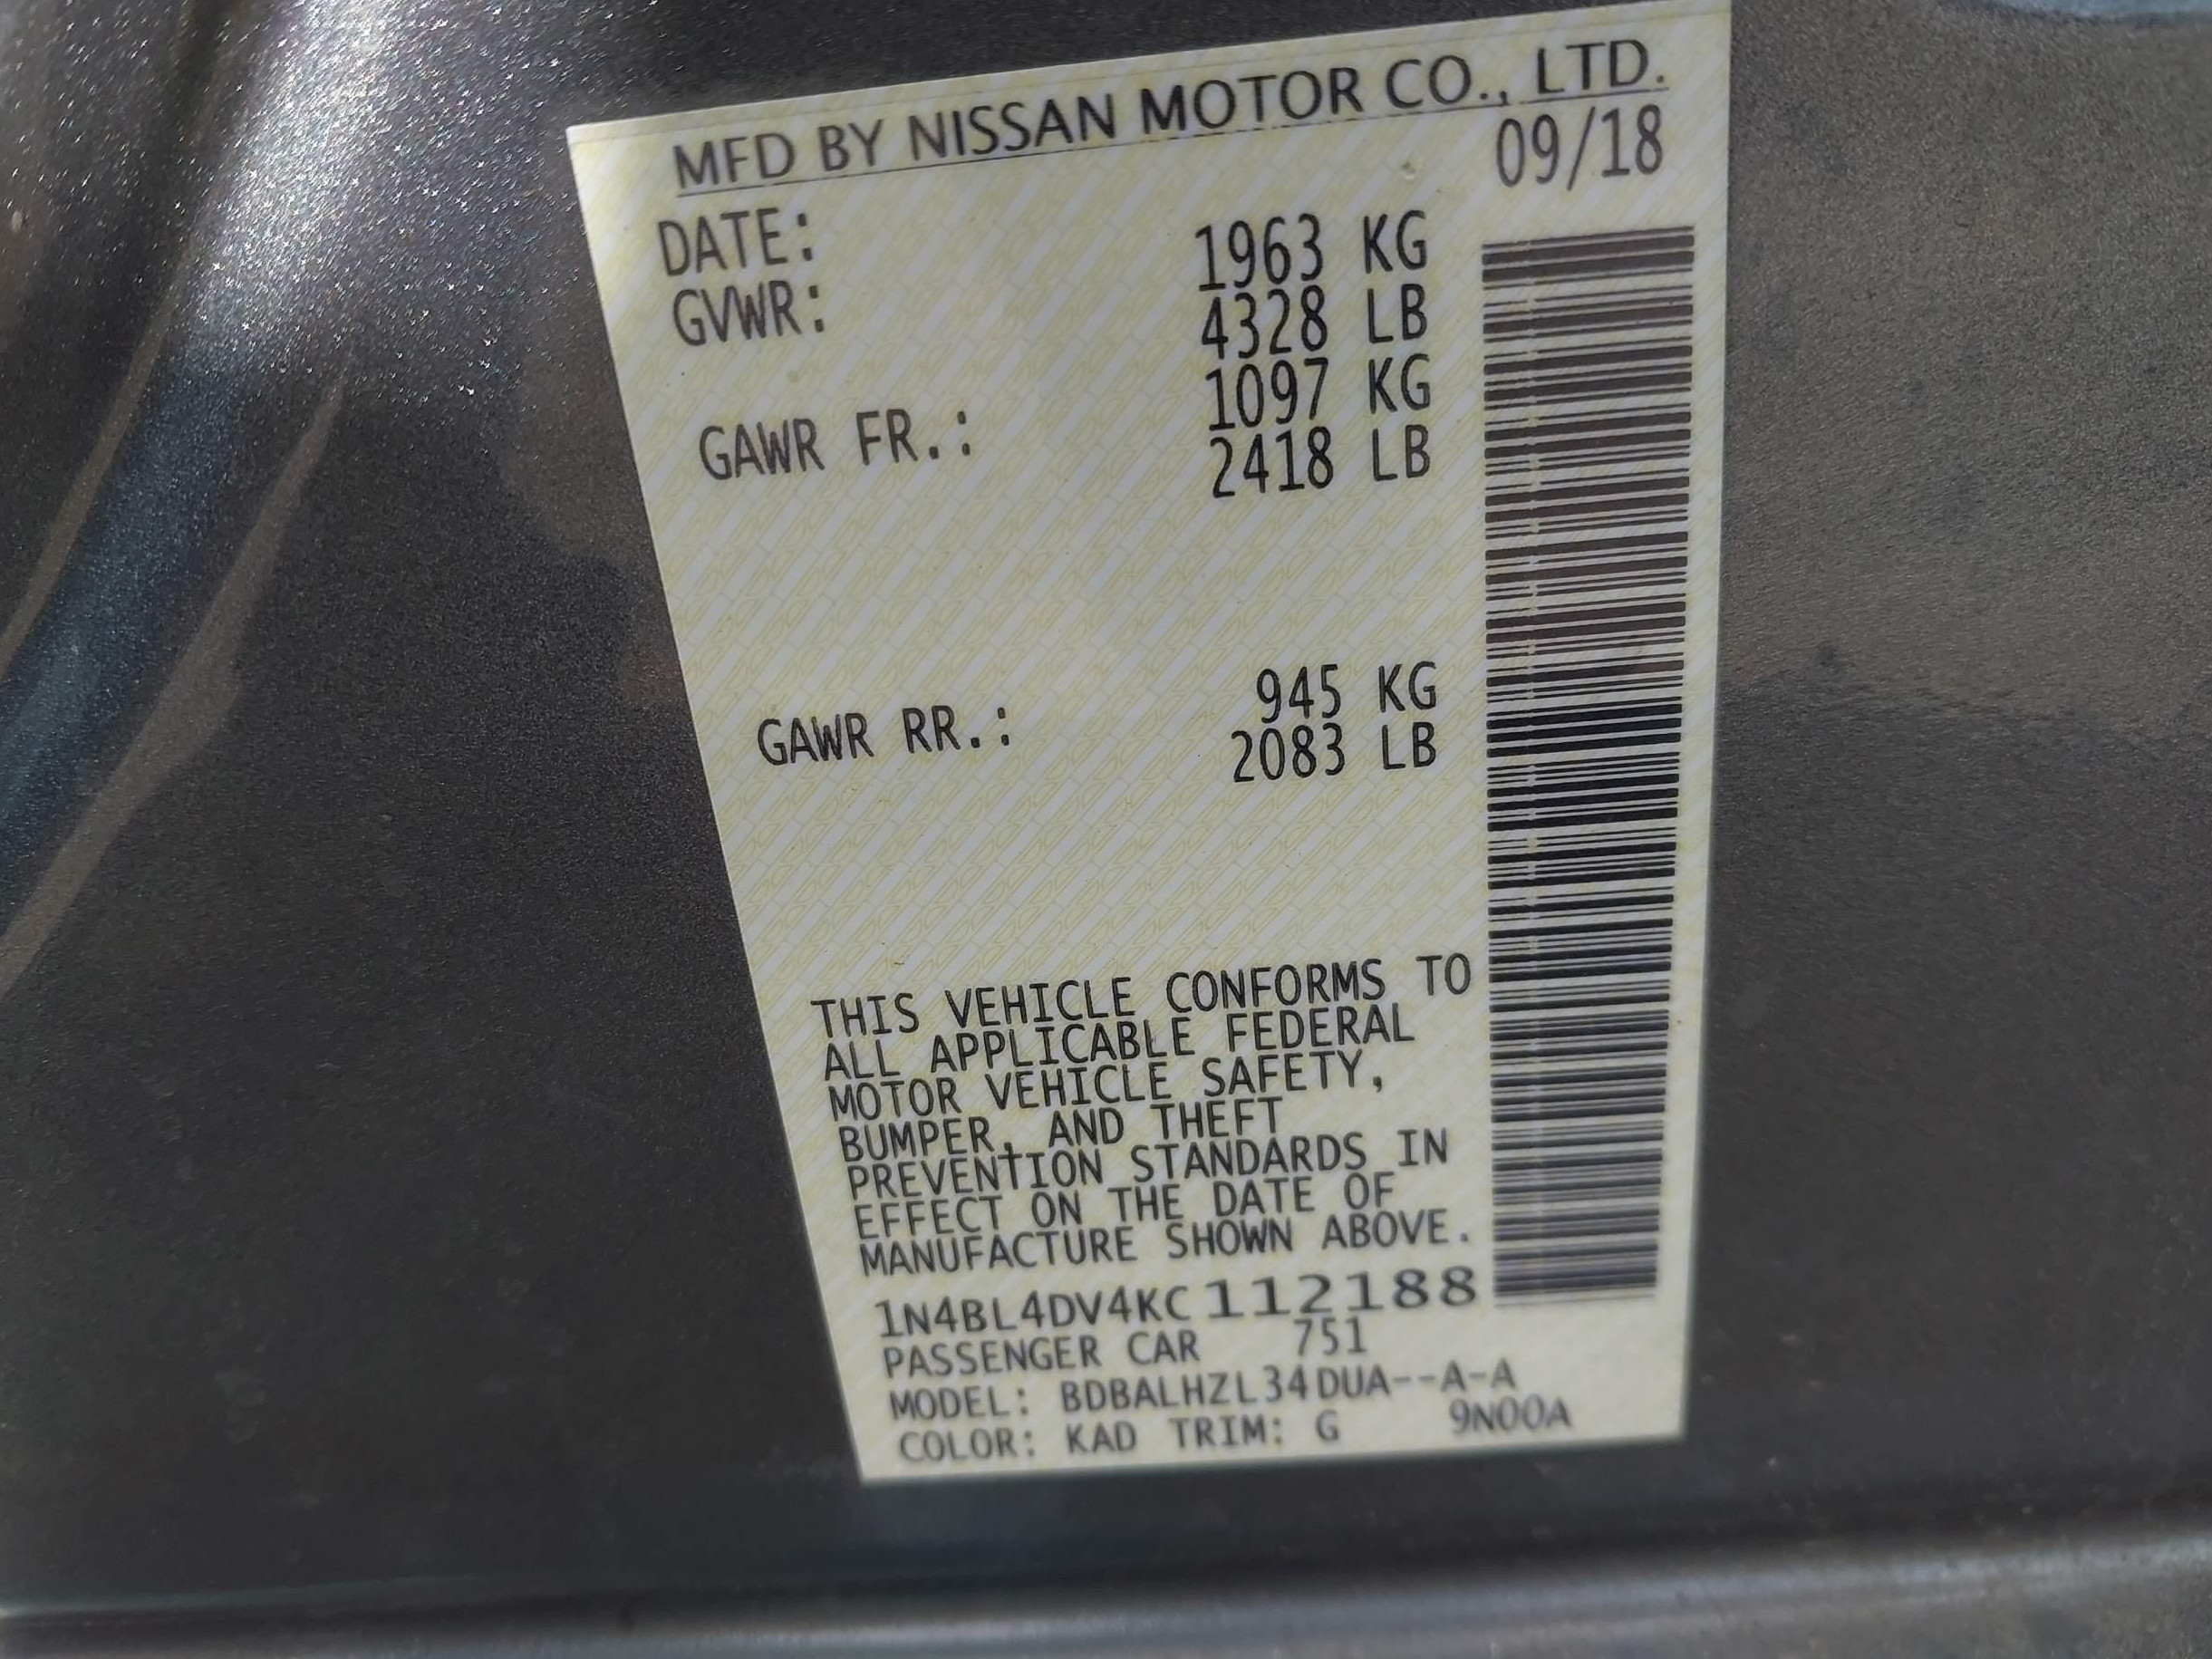 MFD BY NISSAN MOTOR CO., LTD.
DATE: 09/18
GVWR: 1963 KG
4328 LB
GAWR FR.: 1097 KG
2418 LB
GAWR RR.: 945 KG
2083 LB
THIS VEHICLE CONFORMS TO
ALL APPLICABLE FEDERAL
MOTOR VEHICLE SAFETY,
BUMPER, AND THEFT
PREVENTION STANDARDS IN
EFFECT ON THE DATE OF
MANUFACTURE SHOWN ABOVE.
1N4BL4DV4KC112188
PASSENGER CAR 751
MODEL: BDBALHZL34DUA--A-A
COLOR: KAD TRIM: G 9N00A